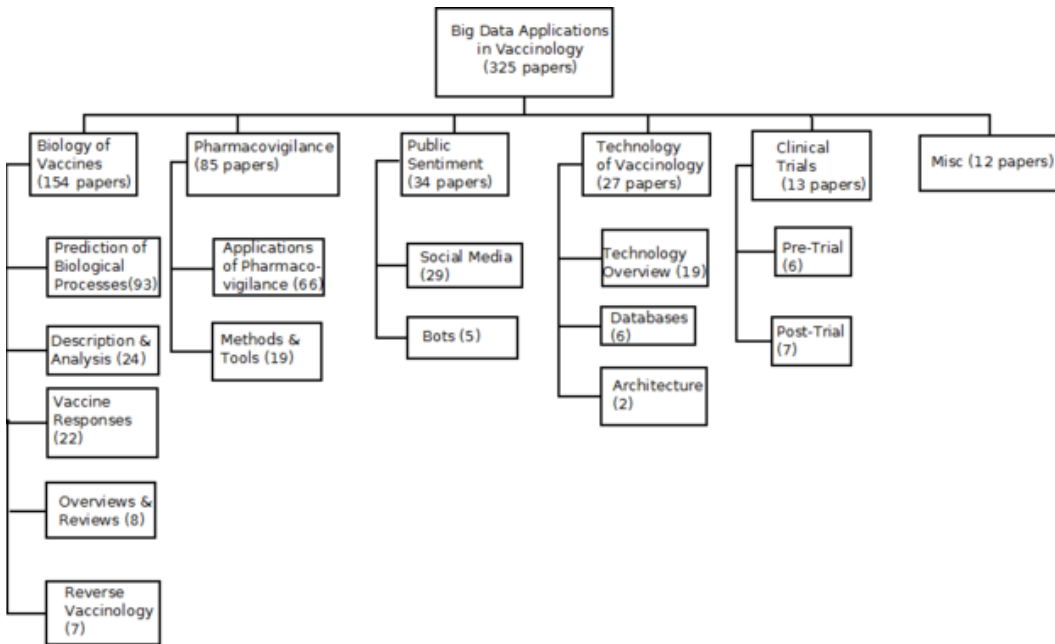 Big Data Applications
in Vaccinology
(325 papers)
Biology of
Vaccines
(154 papers)
Pharmacovigilance
(85 papers)
Public
Sentiment
(34 papers)
Technology
of Vaccinology
(27 papers)
Clinical
Trials
(13 papers)
Misc (12 papers)
Prediction of
Biological
Processes(93)
Description &
Analysis (24)
Vaccine
Responses
(22)
Overviews &
Reviews (8)
Reverse
Vaccinology
(7)
Applications
of Pharmaco-
vigilance (66)
Methods &
Tools (19)
Social Media
(29)
Bots (5)
Technology
Overview (19)
Databases
(6)
Architecture
(2)
Pre-Trial
(6)
Post-Trial
(7)